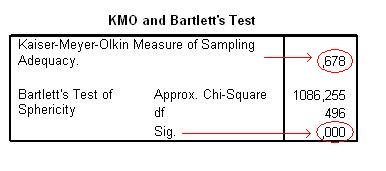 KMO and Bartlett's Test
Kaiser-Meyer-Olkin Measure of Sampling
Adequacy. ,678
Bartlett's Test of Approx. Chi-Square 1086,255
Sphericity df 496
Sig. ,000